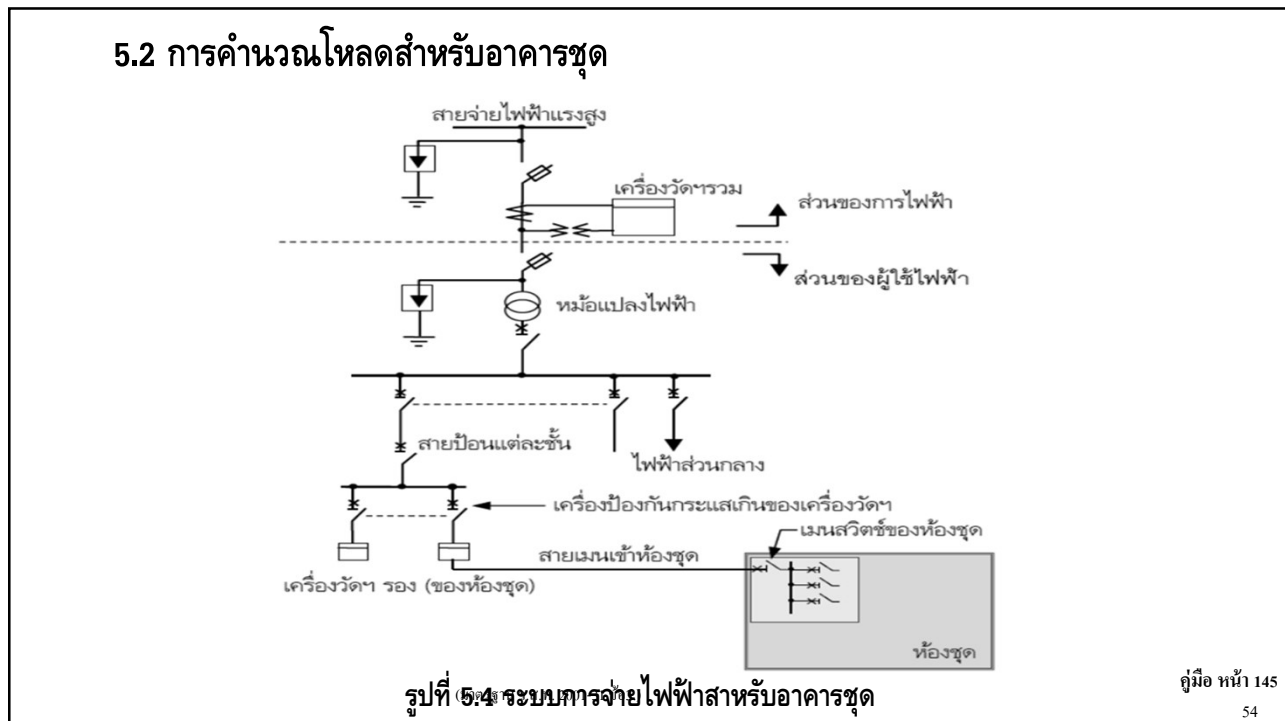 5.2 การคำนวณโหลดสำหรับอาคารชุด
สายจ่ายไฟฟ้าแรงสูง
เครื่องวัดฯรวม
ส่วนของการไฟฟ้า
ส่วนของผู้ใช้ไฟฟ้า
หม้อแปลงไฟฟ้า
สายป้อนแต่ละชั้น
ไฟฟ้าส่วนกลาง
เครื่องป้องกันกระแสเกินของเครื่องวัดฯ
เมนสวิตช์ของห้องชุด
สายเมนเข้าห้องชุด
เครื่องวัดฯ รอง (ของห้องชุด)
ห้องชุด
รูปที่ 5.4 ระบบการจ่ายไฟฟ้าสาหรับอาคารชุด
คู่มือ หน้า 145
54